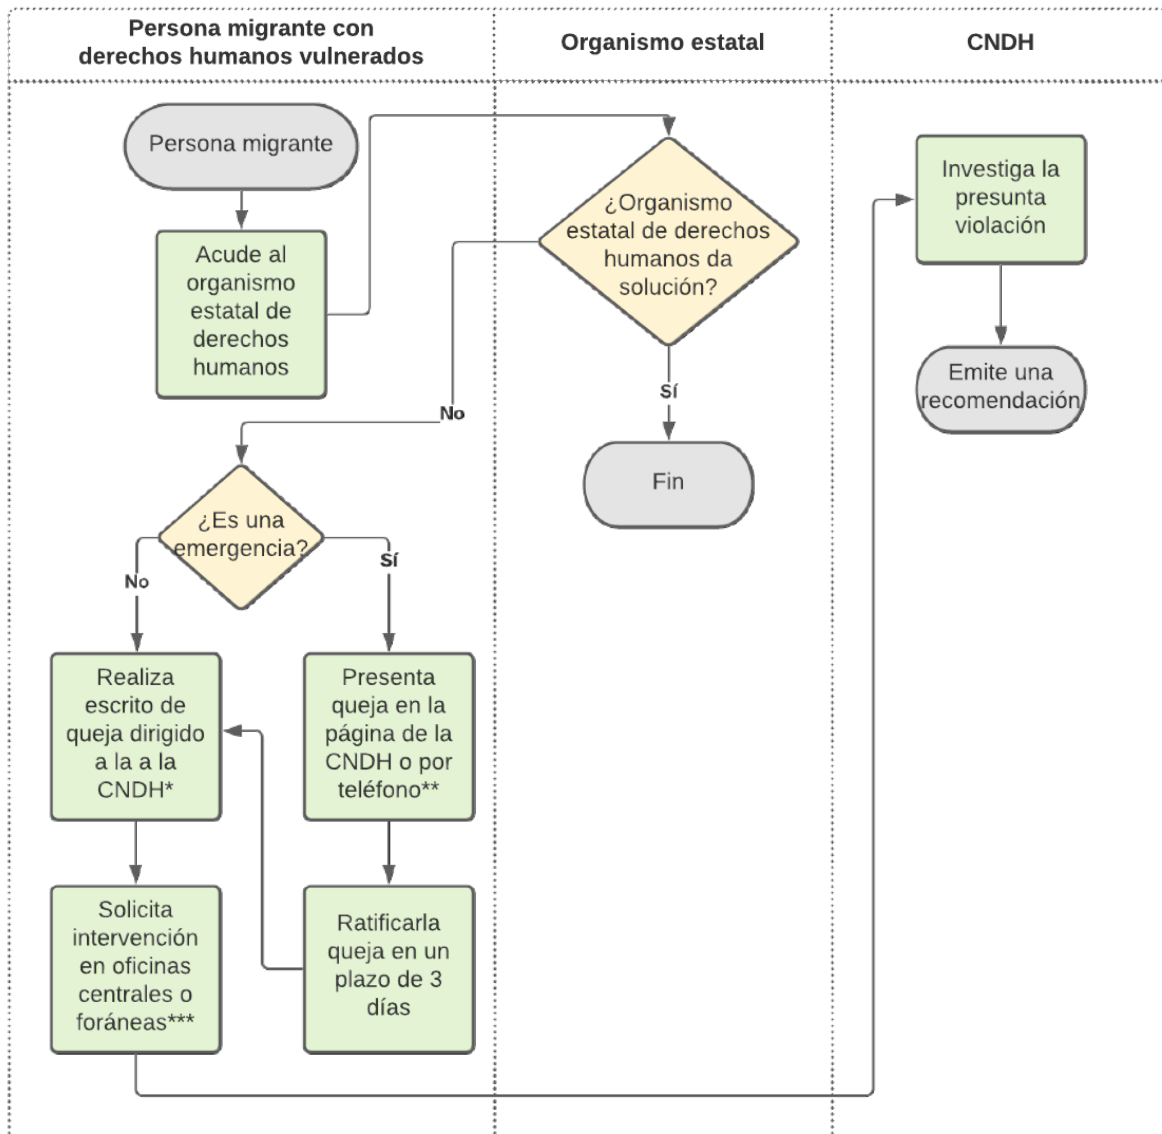 Persona migrante con
derechos humanos vulnerados
Organismo estatal
CNDH
Persona migrante
Acude al
organismo
estatal de
derechos
humanos
¿Organismo
estatal de derechos
humanos da
solución?
Sí
Fin
No
¿Es una
emergencia?
No
Sí
Realiza
escrito de
queja dirigido
a la a la
CNDH*
Presenta
queja en la
página de la
CNDH o por
teléfono**
Solicita
intervención
en oficinas
centrales o
foráneas***
Ratificarla
queja en un
plazo de 3
días
Investiga la
presunta
violación
Emite una
recomendación